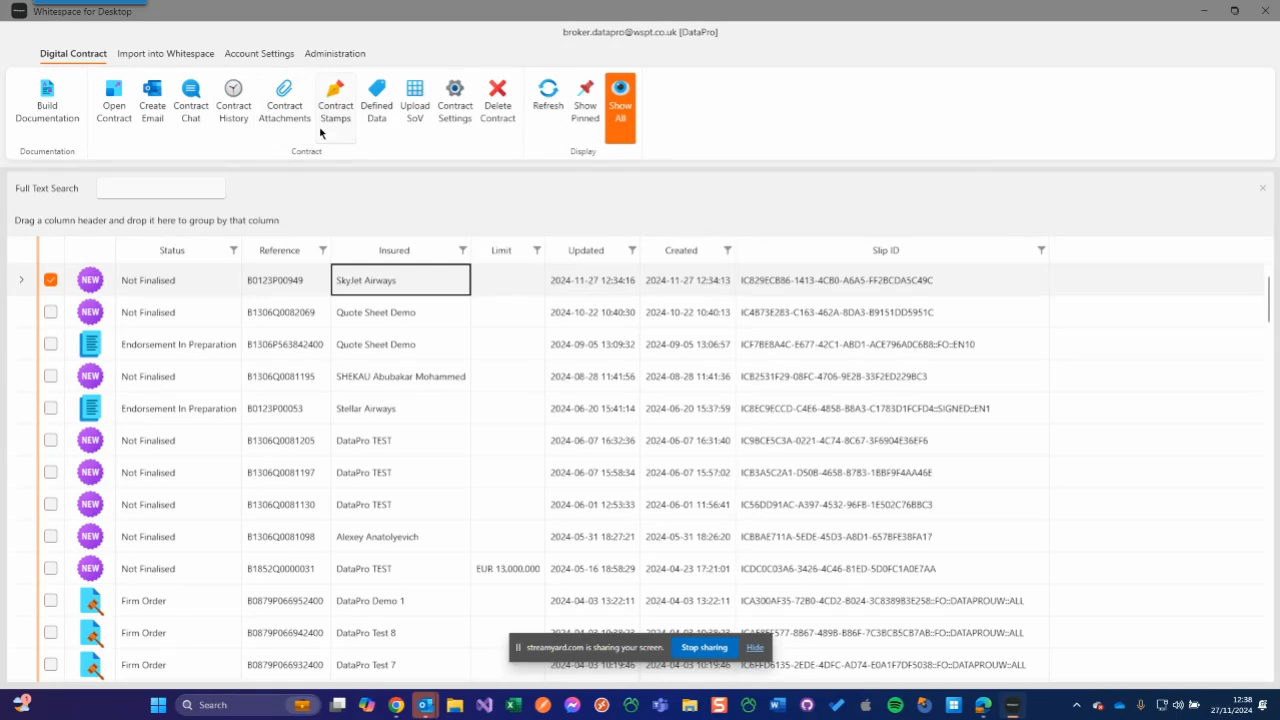 Whitespace for Desktop
broker.datapro@wspt.co.uk [DataPro]
Digital Contract Import into Whitespace Account Settings Administration
Build Documentation Open Contract Create Email Contract Chat Contract History Contract Attachments Contract Stamps Defined Data Upload SoV Contract Settings Delete Contract Refresh Show Pinned Show All
Documentation Contract Display
Full Text Search
Drag a column header and drop it here to group by that column
Status Reference Insured Limit Updated Created Slip ID
NEW Not Finalised B0123P00949 SkyJet Airways 2024-11-27 12:34:16 2024-11-27 12:34:13 IC829ECB86-1413-4CB0-A6A5-FF2BCDA5C49C
NEW Not Finalised B1306Q0082069 Quote Sheet Demo 2024-10-22 10:40:30 2024-10-22 10:40:13 IC4B73E283-C163-462A-8DA3-B9151DD5951C
Endorsement In Preparation B1306P563842400 Quote Sheet Demo 2024-09-05 13:09:32 2024-09-05 13:06:57 ICF7BE8A4C-E677-42C1-ABD1-ACE796A0C6B8::FO::EN10
NEW Not Finalised B1306Q0081195 SHEKAU Abubakar Mohammed 2024-08-28 11:41:56 2024-08-28 11:41:36 ICB2531F29-08FC-4706-9E2B-33F2ED229BC3
Endorsement In Preparation B0123P00053 Stellar Airways 2024-06-20 15:41:14 2024-06-20 15:37:59 IC8EC9ECCD-C4E6-4858-B8A3-C1783D1FCFD4::SIGNED::EN1
NEW Not Finalised B1306Q0081205 DataPro TEST 2024-06-07 16:32:36 2024-06-07 16:31:40 IC9BCE5C3A-0221-4C74-8C67-3F6904E36EF6
NEW Not Finalised B1306Q0081197 DataPro TEST 2024-06-07 15:58:34 2024-06-07 15:57:02 ICB3A5C2A1-D50B-4658-B7B3-1BBF9F4AA46E
NEW Not Finalised B1306Q0081130 DataPro TEST 2024-06-01 12:53:33 2024-06-01 11:56:41 IC56DD91AC-A397-4532-96FB-1E502C76BBC3
NEW Not Finalised B1306Q0081098 Alexey Anatolyevich 2024-05-31 18:27:21 2024-05-31 18:26:20 ICBBAE711A-5EDE-45D3-A8D1-657BFE38FA17
NEW Not Finalised B1852Q0000031 DataPro TEST EUR 13,000,000 2024-05-16 18:58:29 2024-04-23 17:21:01 ICDC0C03A6-3426-4C46-81ED-5D0FC1A0E7AA
Firm Order B0879P066952400 DataPro Demo 1 2024-04-03 13:22:11 2024-04-03 13:22:11 ICA300AF35-72B0-4CD2-B024-3C838983E258::FO::DATAPROUW::ALL
Firm Order B0879P066942400 DataPro Test 8
Firm Order B0879P066932400 DataPro Test 7
streamyard.com is sharing your screen. Stop sharing Hide
Search
12:38
27/11/2024